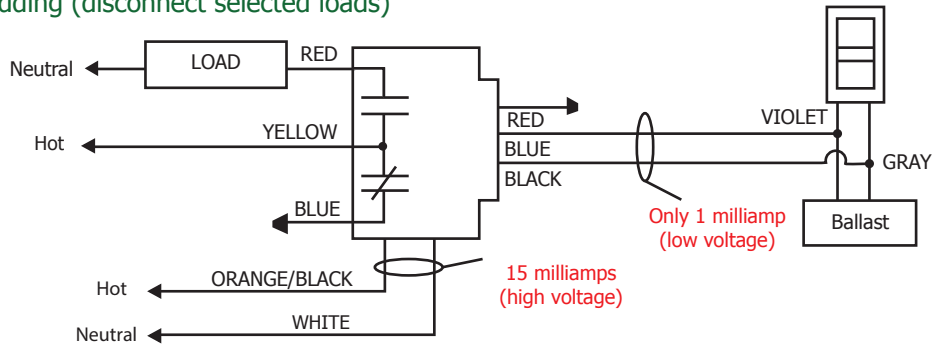 dding (disconnect selected loads)
LOAD
RED
Neutral
Hot
YELLOW
BLUE
RED
BLUE
BLACK
VIOLET
GRAY
Only 1 milliamp
(low voltage)
Ballast
15 milliamps
(high voltage)
Hot
ORANGE/BLACK
Neutral
WHITE